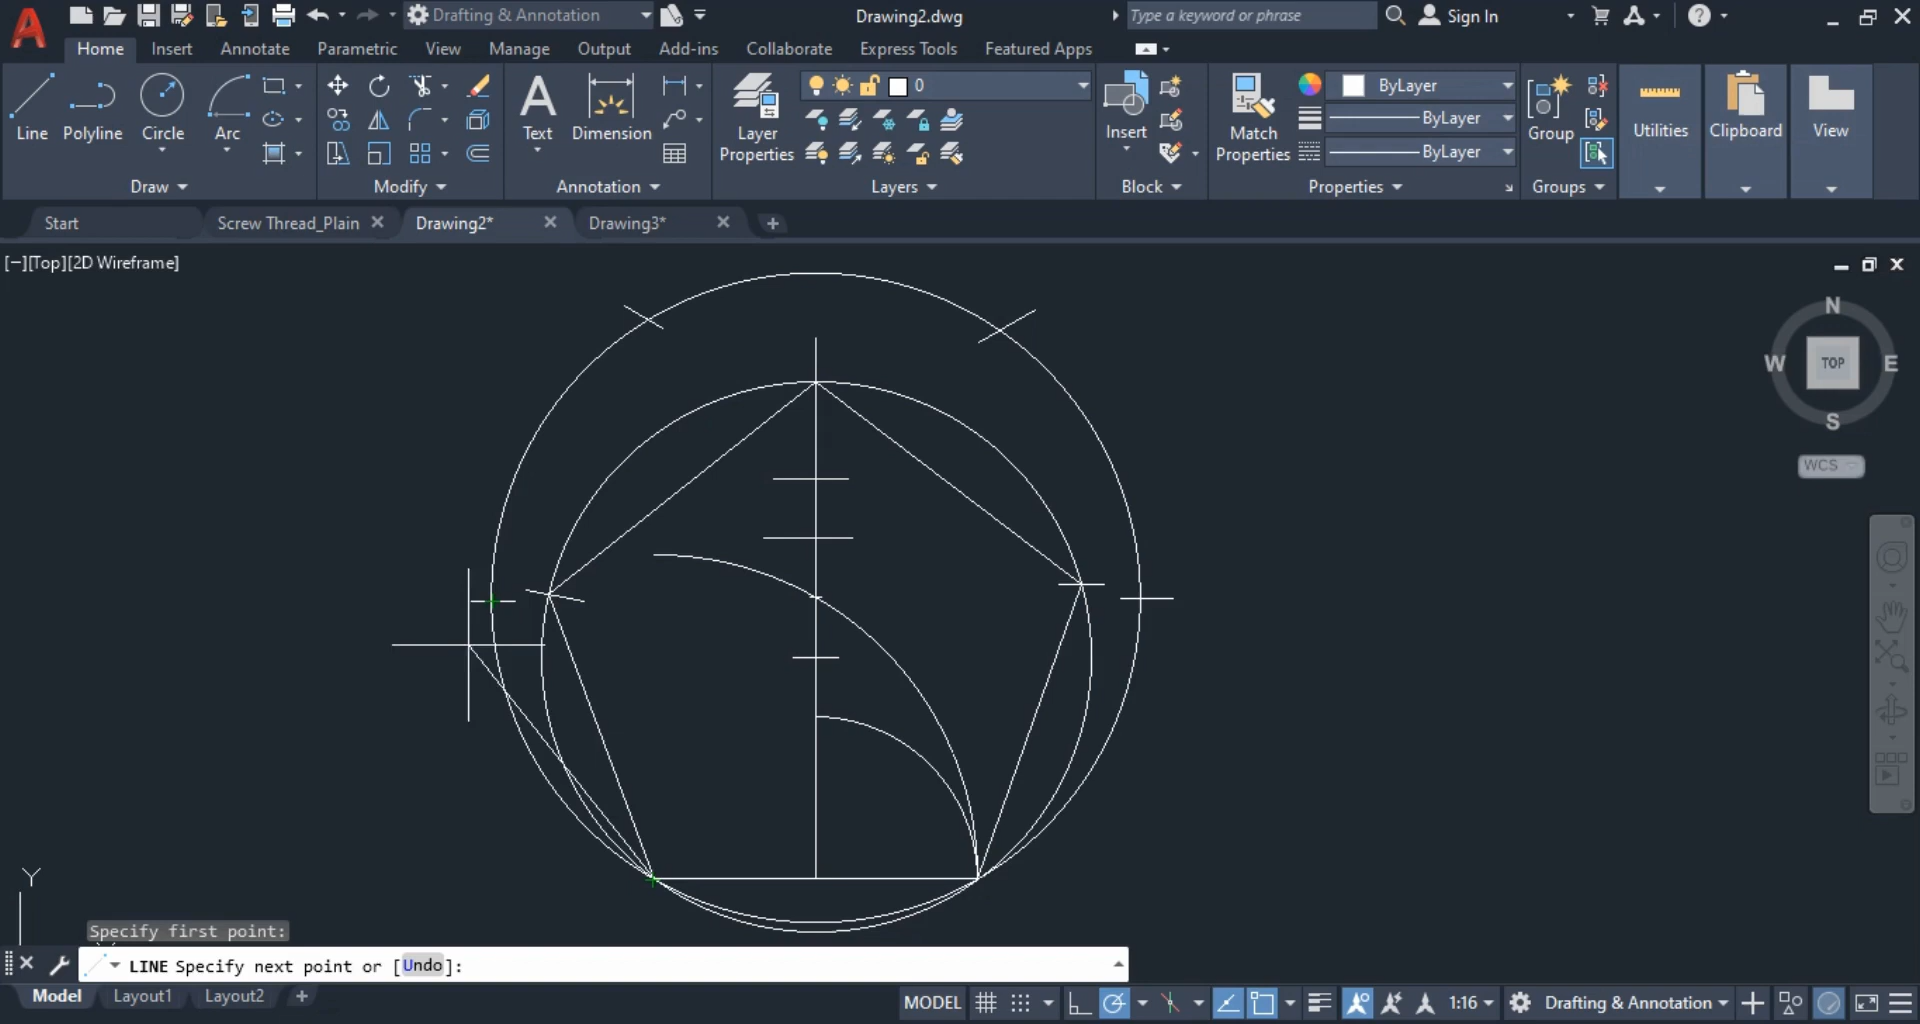 Drafting & Annotation
Drawing2.dwg
Type a keyword or phrase
Sign In
Home Insert Annotate Parametric View Manage Output Add-ins Collaborate Express Tools Featured Apps
Line Polyline Circle Arc
Draw
Modify
Text Dimension
Annotation
Layer Properties
0
Layers
Insert
Block
Match Properties
ByLayer
ByLayer
ByLayer
Properties
Group
Groups
Utilities
Clipboard
View
Start
Screw Thread_Plain
Drawing2*
Drawing3*
[−][Top][2D Wireframe]
N
W TOP E
S
WCS
Y
Specify first point:
LINE Specify next point or [Undo]:
Model Layout1 Layout2
MODEL 1:16 Drafting & Annotation